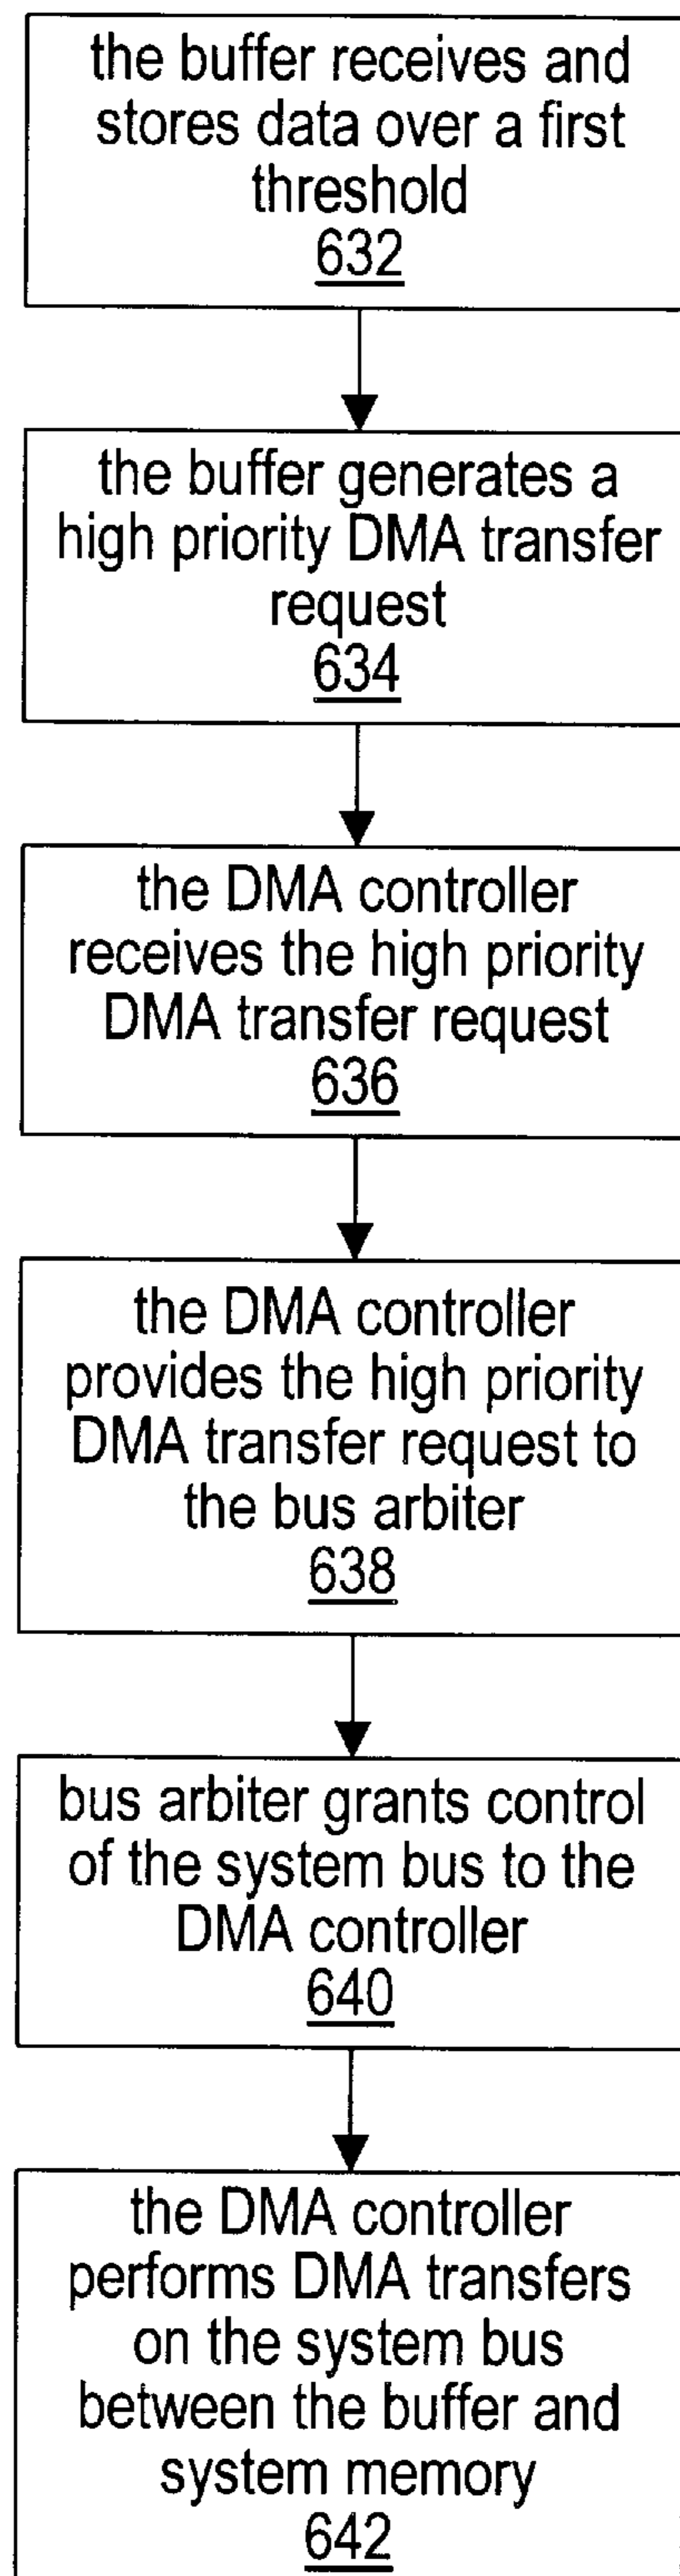 the buffer receives and
stores data over a first
threshold
632
the buffer generates a
high priority DMA transfer
request
634
the DMA controller
receives the high priority
DMA transfer request
636
the DMA controller
provides the high priority
DMA transfer request to
the bus arbiter
638
bus arbiter grants control
of the system bus to the
DMA controller
640
the DMA controller
performs DMA transfers
on the system bus
between the buffer and
system memory
642